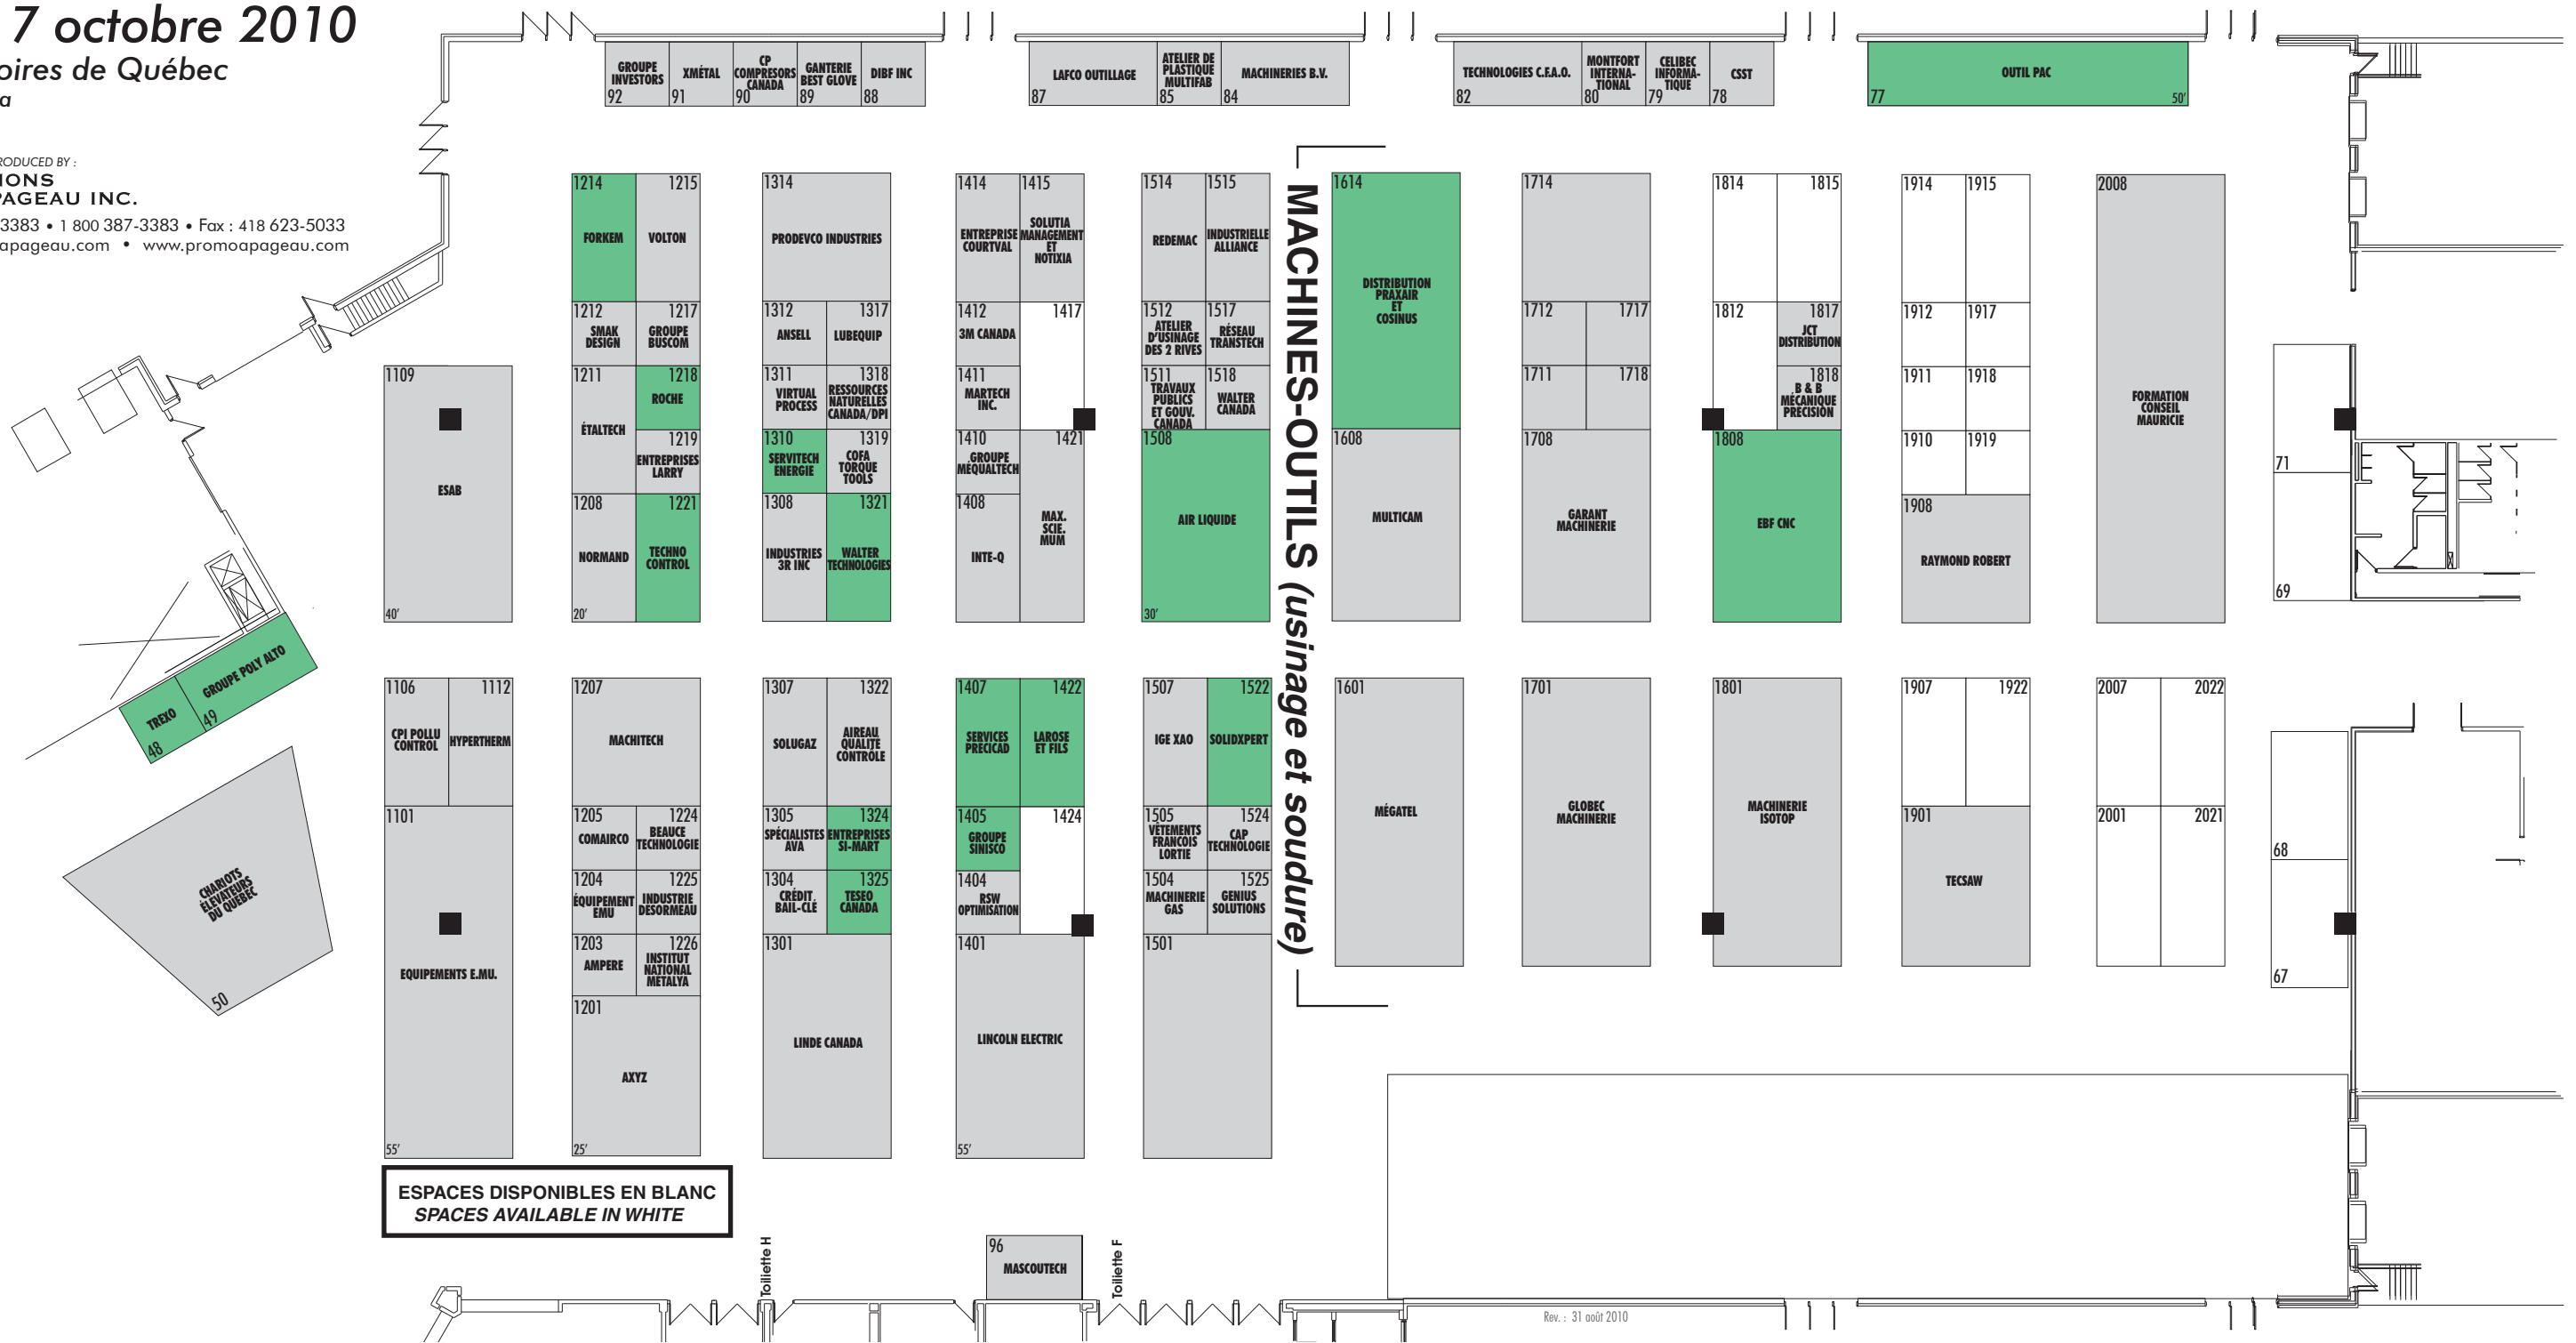 7 octobre 2010
oires de Québec
a
RODUCED BY :
IONS
PAGEAU INC.
3383 • 1 800 387-3383 • Fax : 418 623-5033
apageau.com • www.promoapageau.com
GROUPE
INVESTORS
92
XMÉTAL
91
CP
COMPRESORS
CANADA
90
GANTERIE
BEST GLOVE
89
DIBF INC
88
LAFCO OUTILLAGE
87
ATELIER DE
PLASTIQUE
MULTIFAB
85
MACHINERIES B.V.
84
TECHNOLOGIES C.F.A.O.
82
MONTFORT
INTERNA-
TIONAL
80
CELIBEC
INFORMA-
TIQUE
79
CSST
78
OUTIL PAC
77
50'
1109
ESAB
40'
1214
FORKEM
1215
VOLTON
1212
SMAK
DESIGN
1217
GROUPE
BUSCOM
1211
ÉTALTECH
1218
ROCHE
1219
ENTREPRISES
LARRY
1208
NORMAND
20'
1221
TECHNO
CONTROL
1314
PRODEVCO INDUSTRIES
1312
ANSELL
1317
LUBEQUIP
1311
VIRTUAL
PROCESS
1318
RESSOURCES
NATURELLES
CANADA/DPI
1310
SERVITECH
ÉNERGIE
1319
COFA
TORQUE
TOOLS
1308
INDUSTRIES
3R INC
1321
WALTER
TECHNOLOGIES
1414
ENTREPRISE
COURTVAL
1415
SOLUTIA
MANAGEMENT
ET
NOTIXIA
1412
3M CANADA
1417
1411
MARTECH
INC.
1410
GROUPE
MÉQUALTECH
1421
MAX.
SCIE.
MUM
1408
INTE-Q
1514
REDEMAC
1515
INDUSTRIELLE
ALLIANCE
1512
ATELIER
D'USINAGE
DES 2 RIVES
1517
RÉSEAU
TRANSTECH
1511
TRAVAUX
PUBLICS
ET GOUV.
CANADA
1518
WALTER
CANADA
1508
AIR LIQUIDE
30'
MACHINES-OUTILS (usinage et soudure)
1614
DISTRIBUTION
PRAXAIR
ET
COSINUS
1608
MULTICAM
1714
1712
1717
1711
1718
1708
GARANT
MACHINERIE
1814
1815
1812
1817
JCT
DISTRIBUTION
1818
B & B
MÉCANIQUE
PRÉCISION
1808
EBF CNC
1914
1915
1912
1917
1911
1918
1910
1919
1908
RAYMOND ROBERT
2008
FORMATION
CONSEIL
MAURICIE
71
69
TREXO
48
GROUPE POLY ALTO
49
CHARIOTS
ÉLÉVATEURS
DU QUÉBEC
50
1106
CPI POLLU
CONTROL
1112
HYPERTHERM
1101
EQUIPEMENTS E.MU.
55'
1207
MACHITECH
1205
COMAIRCO
1224
BEAUCE
TECHNOLOGIE
1204
ÉQUIPEMENT
ÉMU
1225
INDUSTRIE
DÉSORMEAU
1203
AMPERE
1226
INSTITUT
NATIONAL
MÉTALYA
1201
AXYZ
25'
1307
SOLUGAZ
1322
AIREAU
QUALITÉ
CONTRÔLE
1305
SPÉCIALISTES
AVA
1324
ENTREPRISES
SI-MART
1304
CRÉDIT
BAIL-CLÉ
1325
TESEO
CANADA
1301
LINDE CANADA
1407
SERVICES
PRECICAD
1422
LAROSE
ET FILS
1405
GROUPE
SINISCO
1424
1404
RSW
OPTIMISATION
1401
LINCOLN ELECTRIC
55'
1507
IGE XAO
1522
SOLIDXPERT
1505
VÊTEMENTS
FRANCOIS
LORTIE
1524
CAP
TECHNOLOGIE
1504
MACHINERIE
GAS
1525
GENIUS
SOLUTIONS
1501
1601
MÉGATEL
1701
GLOBEC
MACHINERIE
1801
MACHINERIE
ISOTOP
1907
1922
1901
TECSAW
2007
2022
2001
2021
68
67
ESPACES DISPONIBLES EN BLANC
SPACES AVAILABLE IN WHITE
Toiliette H
96
MASCOUTECH
Toiliette F
Rev. : 31 août 2010